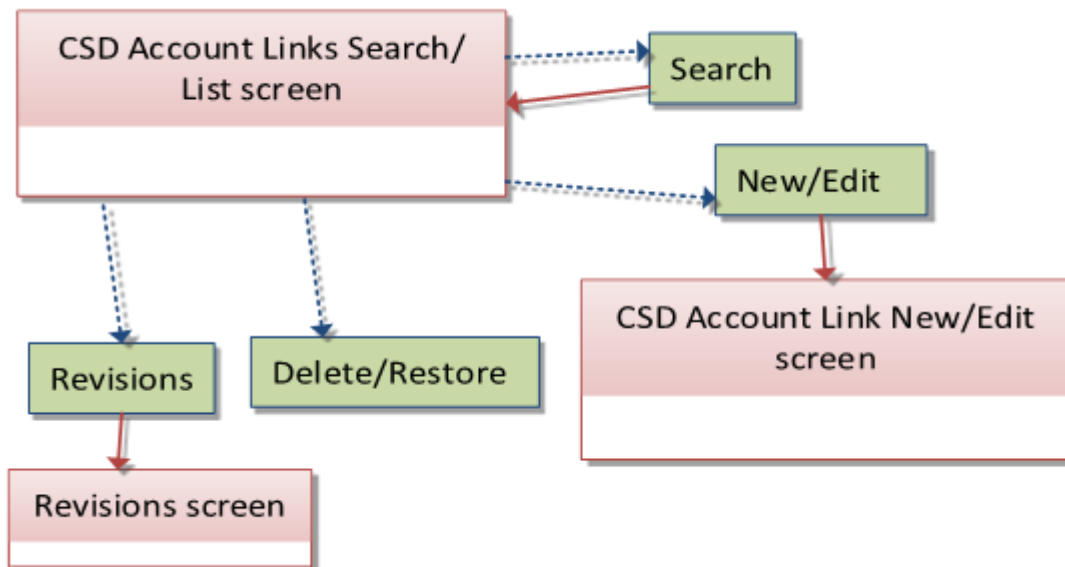 CSD Account Links Search/
List screen
Search
New/Edit
CSD Account Link New/Edit
screen
Revisions
Delete/Restore
Revisions screen